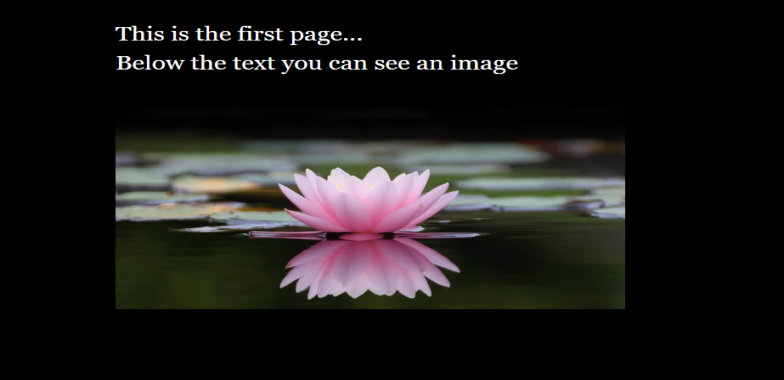 This is the first page...
Below the text you can see an image